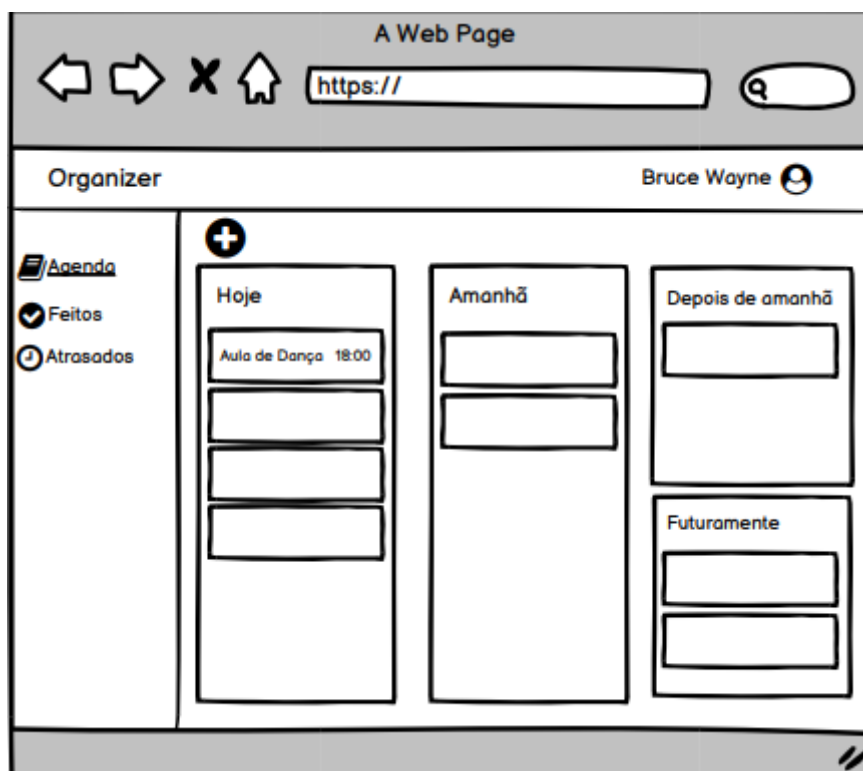 A Web Page
https://
Organizer
Bruce Wayne
Agenda
Feitos
Atrasados
Hoje
Aula de Dança 18:00
Amanhã
Depois de amanhã
Futuramente